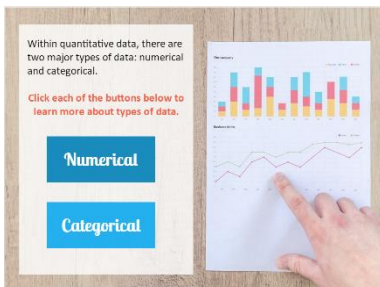 Within quantitative data, there are
two major types of data: numerical
and categorical.
Click each of the buttons below to
learn more about types of data.
Numerical
Categorical